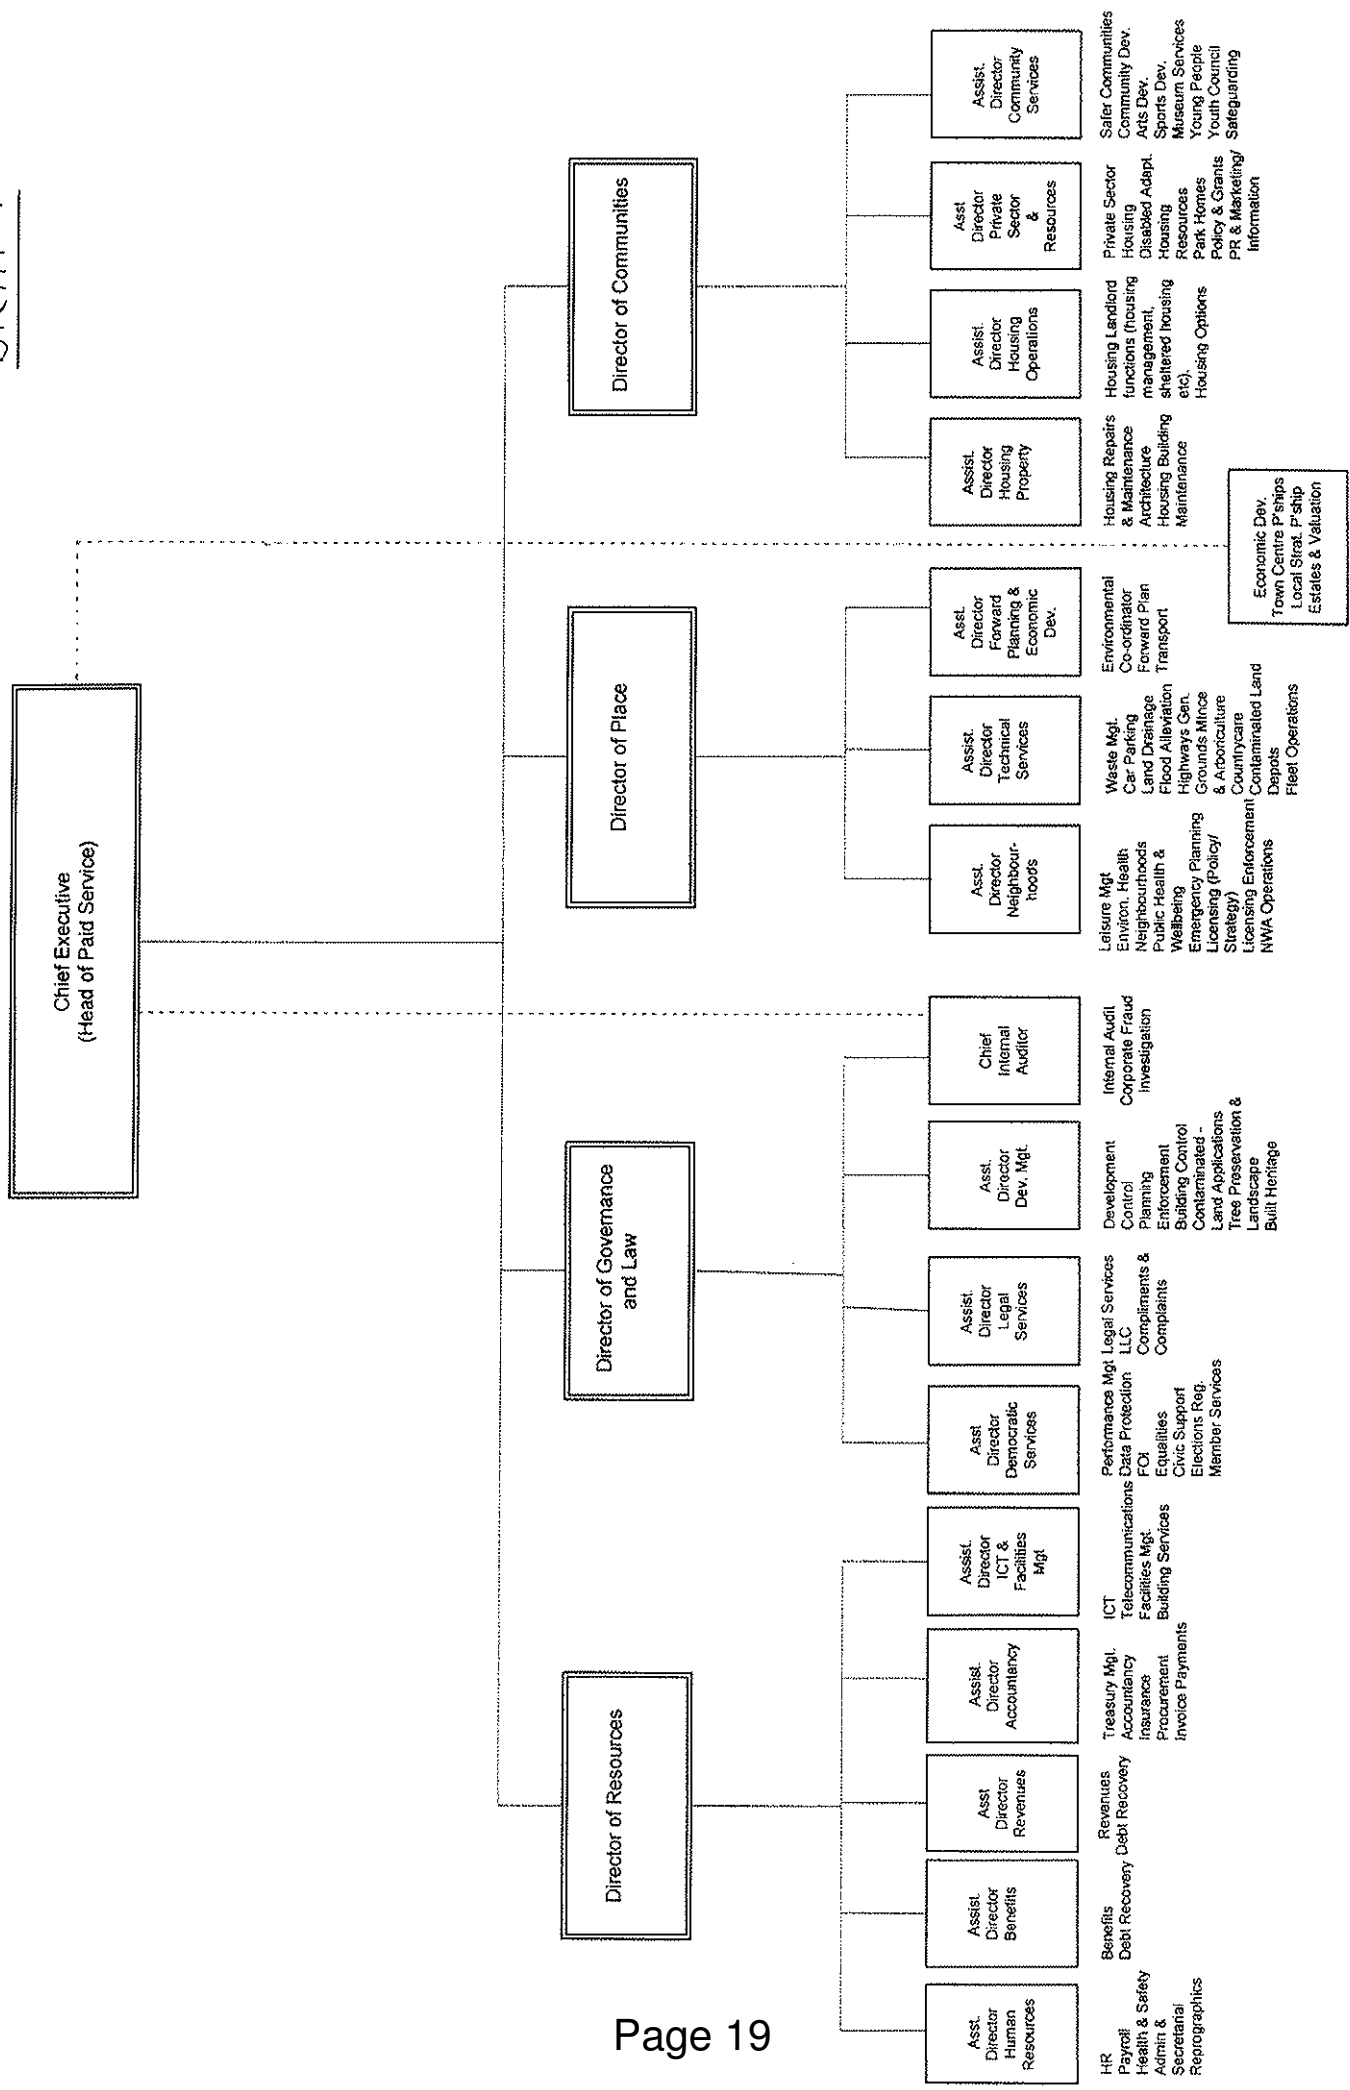 Chief Executive
(Head of Paid Service)
Director of Resources
Director of Governance
and Law
Director of Place
Director of Communities
Asst.
Director
Human
Resources
HR
Payroll
Health & Safety
Admin &
Secretarial
Reprographics
Assist.
Director
Benefits
Benefits
Debt Recovery
Asst
Director
Revenues
Revenues
Debt Recovery
Assist.
Director
Accountancy
Treasury Mgt.
Accountancy
Insurance
Procurement
Invoice Payments
Assist.
Director
ICT &
Facilities
Mgt
ICT
Telecommunications
Facilities Mgt.
Building Services
Asst
Director
Democratic
Services
Performance Mgt
Data Protection
FOI
Equalities
Civic Support
Elections Reg.
Member Services
Assist.
Director
Legal
Services
Legal Services
LLC
Compliments &
Complaints
Asst.
Director
Dev. Mgt.
Development
Control
Planning
Enforcement
Building Control
Contaminated -
Land Applications
Tree Preservation &
Landscape
Built Heritage
Chief
Internal
Auditor
Internal Audit
Corporate Fraud
Investigation
Asst.
Director
Neighbour-
hoods
Leisure Mgt
Environ. Health
Neighbourhoods
Public Health &
Wellbeing
Emergency Planning
Licensing (Policy/
Strategy)
Licensing Enforcement
NWA Operations
Assist.
Director
Technical
Services
Waste Mgt.
Car Parking
Land Drainage
Flood Alleviation
Highways Gen.
Grounds Mtnce
& Arboriculture
Countrycare
Contaminated Land
Depots
Fleet Operations
Asst.
Director
Forward
Planning &
Economic
Dev.
Environmental
Co-ordinator
Forward Plan
Transport
Economic Dev.
Town Centre P'ships
Local Strat. P'ship
Estates & Valuation
Assist.
Director
Housing
Property
Housing Repairs
& Maintenance
Architecture
Housing Building
Maintenance
Assist.
Director
Housing
Operations
Housing Landlord
functions (housing
management,
sheltered housing
etc).
Housing Options
Asst
Director
Private
Sector
&
Resources
Private Sector
Housing
Disabled Adapt.
Housing
Resources
Park Homes
Policy & Grants
PR & Marketing/
Information
Assist.
Director
Community
Services
Safer Communities
Community Dev.
Arts Dev.
Sports Dev.
Museum Services
Young People
Youth Council
Safeguarding
Page 19